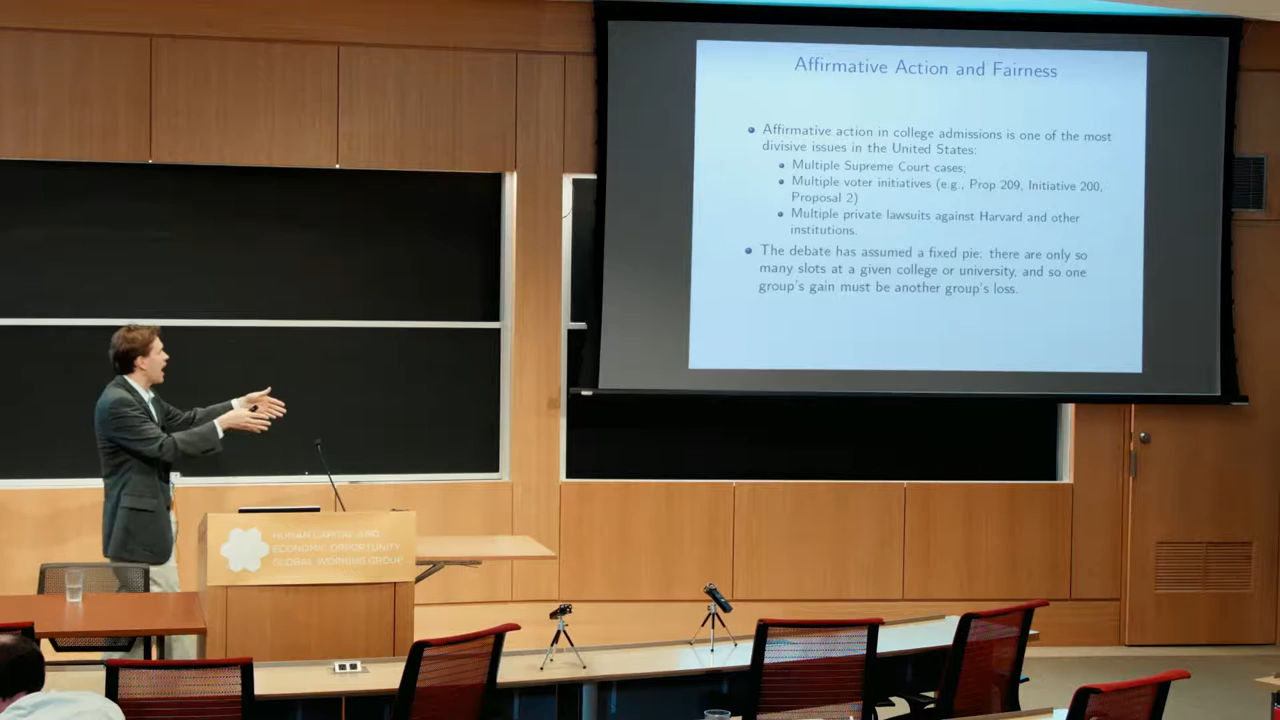 Affirmative Action and Fairness
Affirmative action in college admissions is one of the most
divisive issues in the United States:
Multiple Supreme Court cases;
Multiple voter initiatives (e.g., Prop 209, Initiative 200,
Proposal 2)
Multiple private lawsuits against Harvard and other
institutions.
The debate has assumed a fixed pie: there are only so
many slots at a given college or university, and so one
group's gain must be another group's loss.
HUMAN CAPITAL AND
ECONOMIC OPPORTUNITY
GLOBAL WORKING GROUP